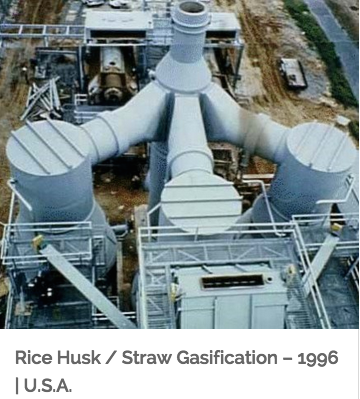 Rice Husk / Straw Gasification – 1996
| U.S.A.